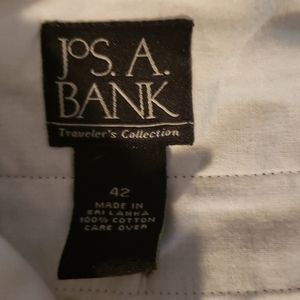 JoS. A.
BANK
Traveler's Collection
42
MADE IN
SRI LANKA
100% COTTON
CARE OVER